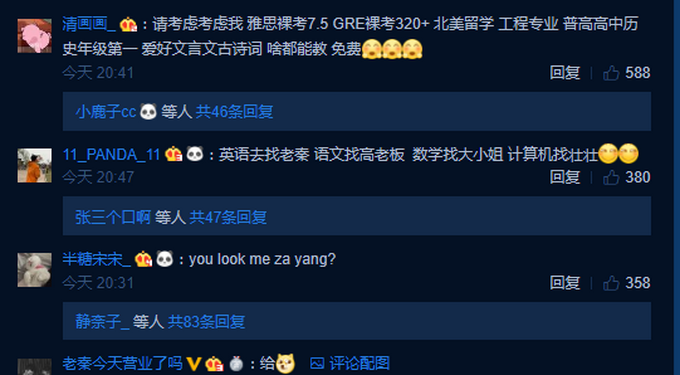 清画画_：请考虑考虑我 雅思裸考7.5 GRE裸考320+ 北美留学 工程专业 普高高中历
史年级第一 爱好文言文古诗词 啥都能教 免费
今天 20:41 回复 588
小鹿子cc 等人 共46条回复
11_PANDA_11：英语去找老秦 语文找高老板 数学找大小姐 计算机找壮壮
今天 20:47 回复 380
张三个口啊 等人 共47条回复
半糖宋宋_：you look me za yang?
今天 20:31 回复 358
静奈子_ 等人 共83条回复
老秦今天营业了吗：给 评论配图